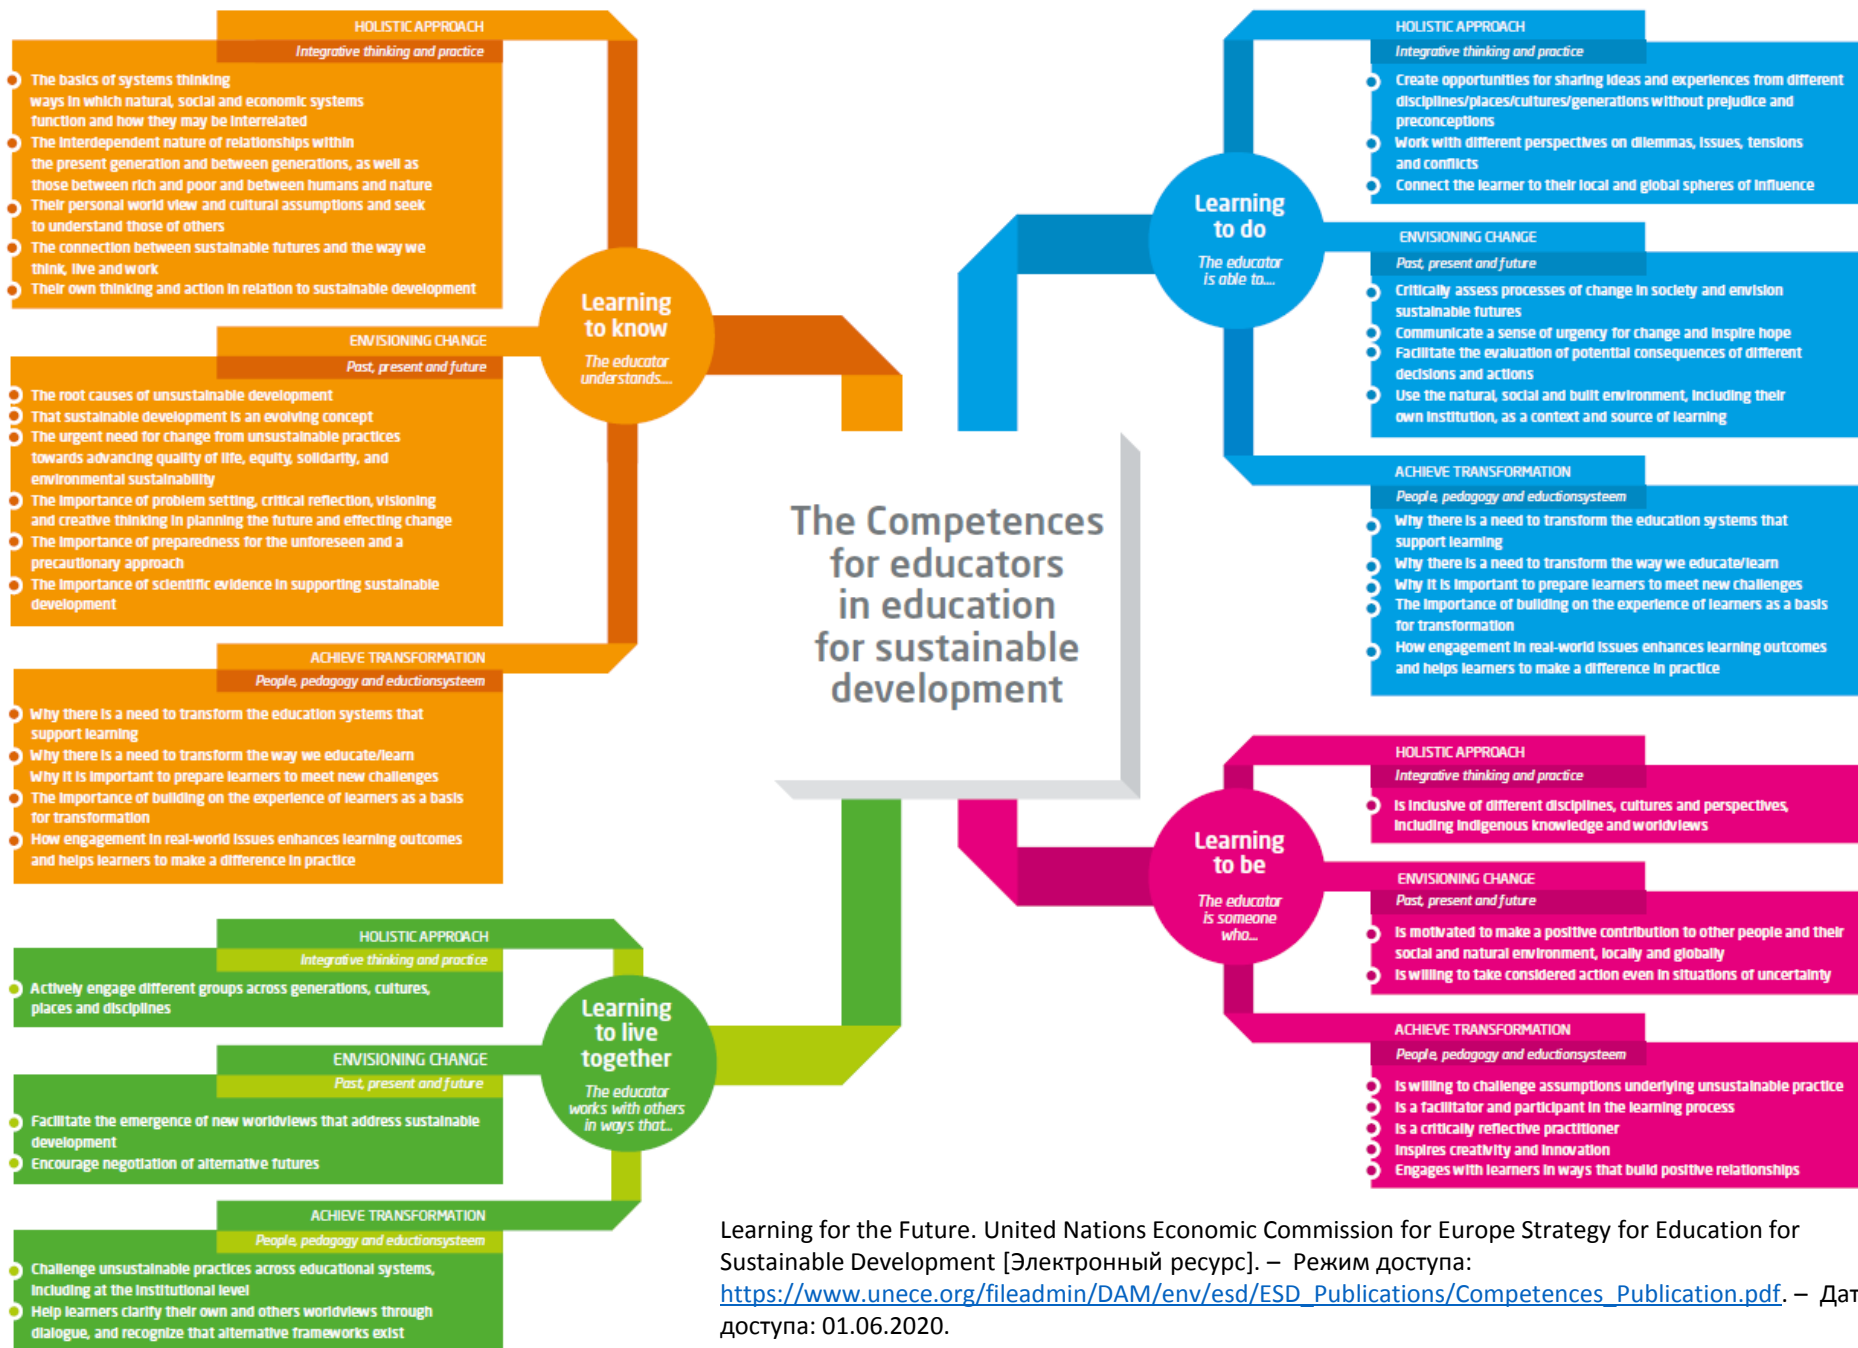 HOLISTIC APPROACH
Integrative thinking and practice
The basics of systems thinking
ways in which natural, social and economic systems
function and how they may be interrelated
The interdependent nature of relationships within
the present generation and between generations, as well as
those between rich and poor and between humans and nature
Their personal world view and cultural assumptions and seek
to understand those of others
The connection between sustainable futures and the way we
think, live and work
Their own thinking and action in relation to sustainable development
ENVISIONING CHANGE
Past, present and future
The root causes of unsustainable development
That sustainable development is an evolving concept
The urgent need for change from unsustainable practices
towards advancing quality of life, equity, solidarity, and
environmental sustainability
The importance of problem setting, critical reflection, visioning
and creative thinking in planning the future and effecting change
The importance of preparedness for the unforeseen and a
precautionary approach
The importance of scientific evidence in supporting sustainable
development
ACHIEVE TRANSFORMATION
People, pedagogy and eductionsysteem
Why there is a need to transform the education systems that
support learning
Why there is a need to transform the way we educate/learn
Why it is important to prepare learners to meet new challenges
The importance of building on the experience of learners as a basis
for transformation
How engagement in real-world issues enhances learning outcomes
and helps learners to make a difference in practice
Learning
to know
The educator
understands....
HOLISTIC APPROACH
Integrative thinking and practice
Actively engage different groups across generations, cultures,
places and disciplines
ENVISIONING CHANGE
Past, present and future
Facilitate the emergence of new worldviews that address sustainable
development
Encourage negotiation of alternative futures
ACHIEVE TRANSFORMATION
People, pedagogy and eductionsysteem
Challenge unsustainable practices across educational systems,
including at the institutional level
Help learners clarify their own and others worldviews through
dialogue, and recognize that alternative frameworks exist
Learning
to live
together
The educator
works with others
in ways that...
The Competences
for educators
in education
for sustainable
development
Learning
to do
The educator
is able to....
HOLISTIC APPROACH
Integrative thinking and practice
Create opportunities for sharing ideas and experiences from different
disciplines/places/cultures/generations without prejudice and
preconceptions
Work with different perspectives on dilemmas, issues, tensions
and conflicts
Connect the learner to their local and global spheres of influence
ENVISIONING CHANGE
Past, present and future
Critically assess processes of change in society and envision
sustainable futures
Communicate a sense of urgency for change and inspire hope
Facilitate the evaluation of potential consequences of different
decisions and actions
Use the natural, social and built environment, including their
own institution, as a context and source of learning
ACHIEVE TRANSFORMATION
People, pedagogy and eductionsysteem
Why there is a need to transform the education systems that
support learning
Why there is a need to transform the way we educate/learn
Why it is important to prepare learners to meet new challenges
The importance of building on the experience of learners as a basis
for transformation
How engagement in real-world issues enhances learning outcomes
and helps learners to make a difference in practice
Learning
to be
The educator
is someone
who...
HOLISTIC APPROACH
Integrative thinking and practice
Is inclusive of different disciplines, cultures and perspectives,
including indigenous knowledge and worldviews
ENVISIONING CHANGE
Past, present and future
Is motivated to make a positive contribution to other people and their
social and natural environment, locally and globally
Is willing to take considered action even in situations of uncertainty
ACHIEVE TRANSFORMATION
People, pedagogy and eductionsysteem
Is willing to challenge assumptions underlying unsustainable practice
Is a facilitator and participant in the learning process
Is a critically reflective practitioner
Inspires creativity and innovation
Engages with learners in ways that build positive relationships
Learning for the Future. United Nations Economic Commission for Europe Strategy for Education for
Sustainable Development [Электронный ресурс]. – Режим доступа:
https://www.unece.org/fileadmin/DAM/env/esd/ESD_Publications/Competences_Publication.pdf. – Дат
доступа: 01.06.2020.